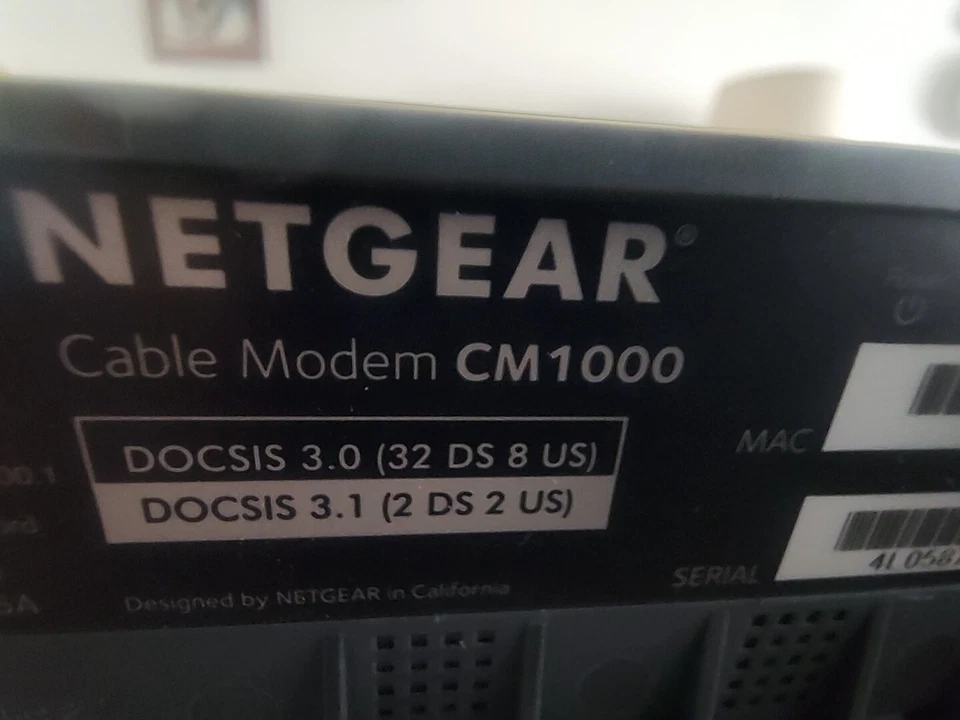 NETGEAR®
Cable Modem CM1000
DOCSIS 3.0 (32 DS 8 US)
DOCSIS 3.1 (2 DS 2 US)
MAC
SERIAL
4L058
Designed by NETGEAR in California